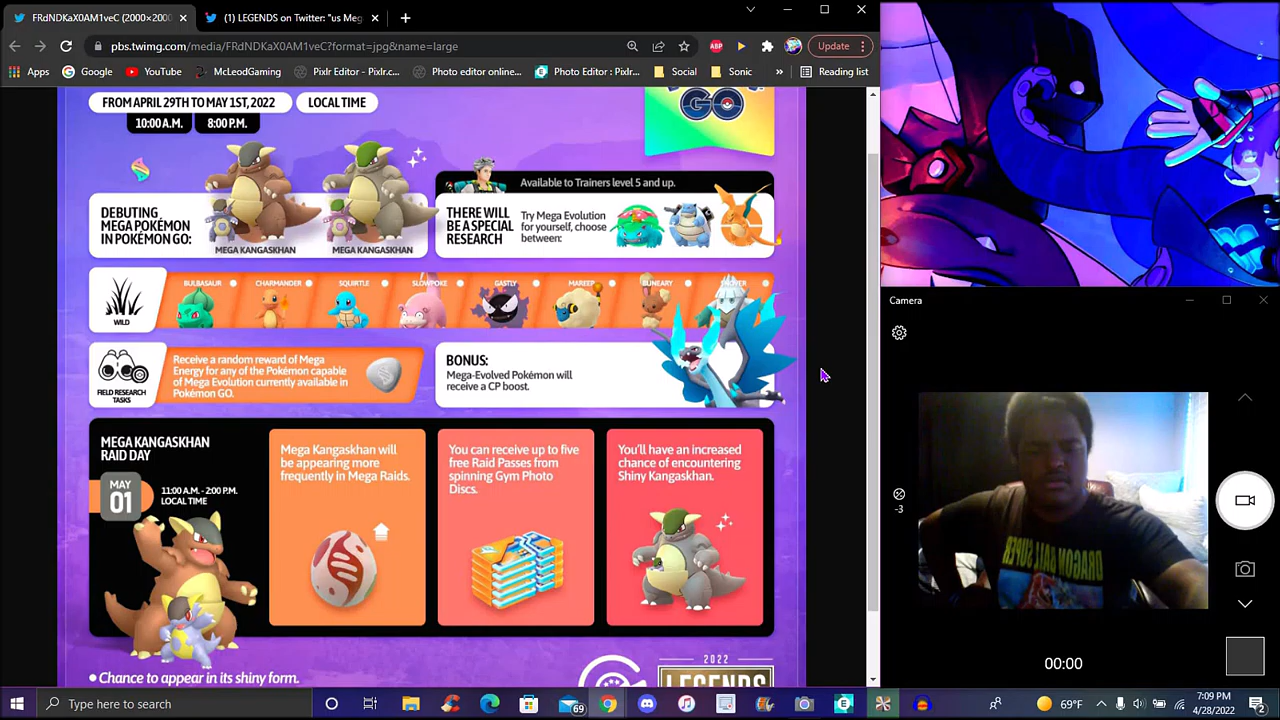 FRdNDKaX0AM1veC (2000×2000
(1) LEGENDS on Twitter: "us Meg
pbs.twimg.com/media/FRdNDKaX0AM1veC?format=jpg&name=large
ABP
Update
Apps
Google
YouTube
McLeodGaming
Pixlr Editor - Pixlr.c...
Photo editor online...
Photo Editor : Pixlr...
Social
Sonic
»
Reading list
FROM APRIL 29TH TO MAY 1ST, 2022
LOCAL TIME
10:00 A.M.
8:00 P.M.
GO
DEBUTING
MEGA POKÉMON
IN POKÉMON GO:
MEGA KANGASKHAN
MEGA KANGASKHAN
Available to Trainers level 5 and up.
THERE WILL
BE A SPECIAL
RESEARCH
Try Mega Evolution
for yourself, choose
between:
WILD
BULBASAUR
CHARMANDER
SQUIRTLE
SLOWPOKE
GASTLY
MAREEP
BUNEARY
FIELD RESEARCH
TASKS
Receive a random reward of Mega
Energy for any of the Pokémon capable
of Mega Evolution currently available in
Pokémon GO.
BONUS:
Mega-Evolved Pokémon will
receive a CP boost.
MEGA KANGASKHAN
RAID DAY
MAY
01
11:00 A.M. - 2:00 P.M.
LOCAL TIME
Mega Kangaskhan will
be appearing more
frequently in Mega Raids.
You can receive up to five
free Raid Passes from
spinning Gym Photo
Discs.
You'll have an increased
chance of encountering
Shiny Kangaskhan.
• Chance to appear in its shiny form.
2022
LEGENDS
Camera
-3
DRAGON BALL SUPER
00:00
Type here to search
69
69°F
7:09 PM
4/28/2022
2